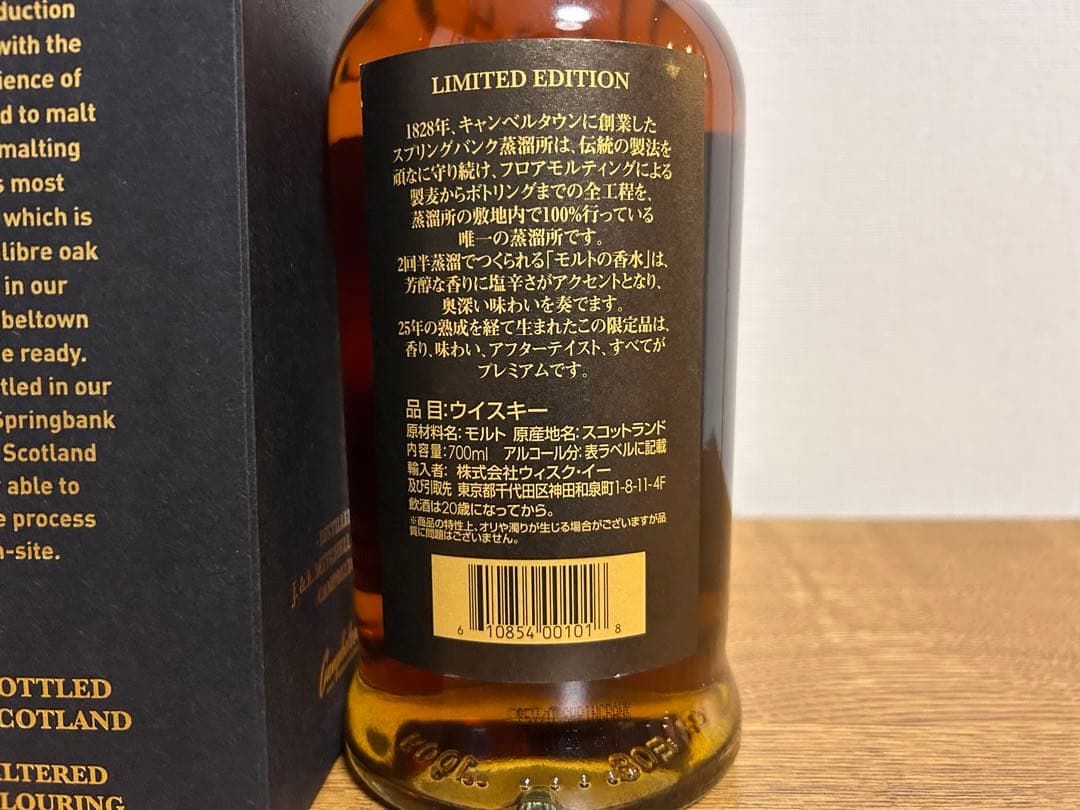 duction
with the
ience of
d to malt
malting
s most
which is
libre oak
in our
beltown
e ready.
tled in our
Springbank
Scotland
able to
e process
-site.
OTTLED
COTLAND
LTERED
LOURING
DISTILLED
J. & A. MITCHELL
CAMPBEL
LIMITED EDITION
1828年、キャンベルタウンに創業した
スプリングバンク蒸溜所は、伝統の製法を
頑なに守り続け、フロアモルティングによる
製麦からボトリングまでの全工程を、
蒸溜所の敷地内で100%行っている
唯一の蒸溜所です。
2回半蒸溜でつくられる「モルトの香水」は、
芳醇な香りに塩辛さがアクセントとなり、
奥深い味わいを奏でます。
25年の熟成を経て生まれたこの限定品は、
香り、味わい、アフターテイスト、すべてが
プレミアムです。
品 目:ウイスキー
原材料名:モルト 原産地名:スコットランド
内容量:700ml アルコール分:表ラベルに記載
輸入者: 株式会社ウィスク・イー
及び引取先 東京都千代田区神田和泉町1-8-11-4F
飲酒は20歳になってから。
※商品の特性上、オリや濁りが生じる場合がございますが品
質に問題はございません。
6 10854 00101 8